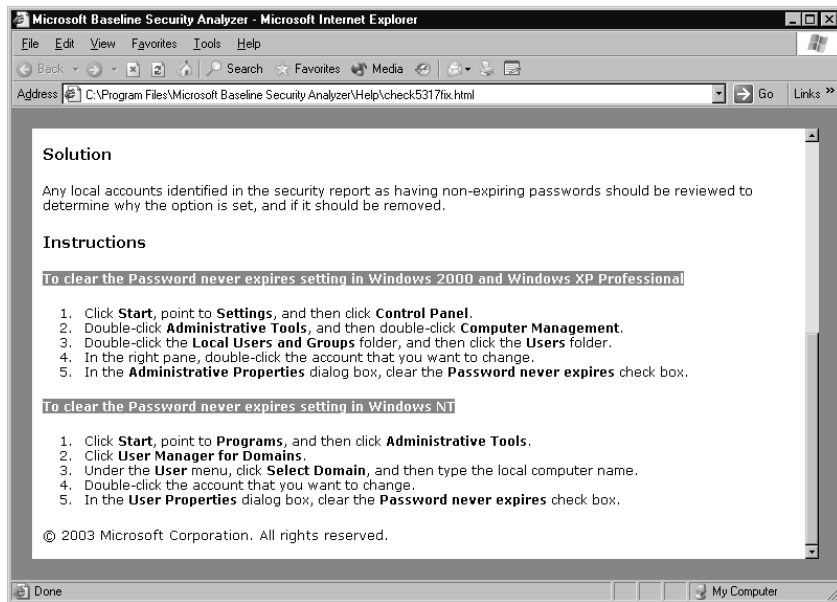 Microsoft Baseline Security Analyzer - Microsoft Internet Explorer
File Edit View Favorites Tools Help
Back Search Favorites Media
Address C:\Program Files\Microsoft Baseline Security Analyzer\Help\check5317fix.html Go Links »
Solution
Any local accounts identified in the security report as having non-expiring passwords should be reviewed to
determine why the option is set, and if it should be removed.
Instructions
To clear the Password never expires setting in Windows 2000 and Windows XP Professional
1. Click Start, point to Settings, and then click Control Panel.
2. Double-click Administrative Tools, and then double-click Computer Management.
3. Double-click the Local Users and Groups folder, and then click the Users folder.
4. In the right pane, double-click the account that you want to change.
5. In the Administrative Properties dialog box, clear the Password never expires check box.
To clear the Password never expires setting in Windows NT
1. Click Start, point to Programs, and then click Administrative Tools.
2. Click User Manager for Domains.
3. Under the User menu, click Select Domain, and then type the local computer name.
4. Double-click the account that you want to change.
5. In the User Properties dialog box, clear the Password never expires check box.
© 2003 Microsoft Corporation. All rights reserved.
Done My Computer